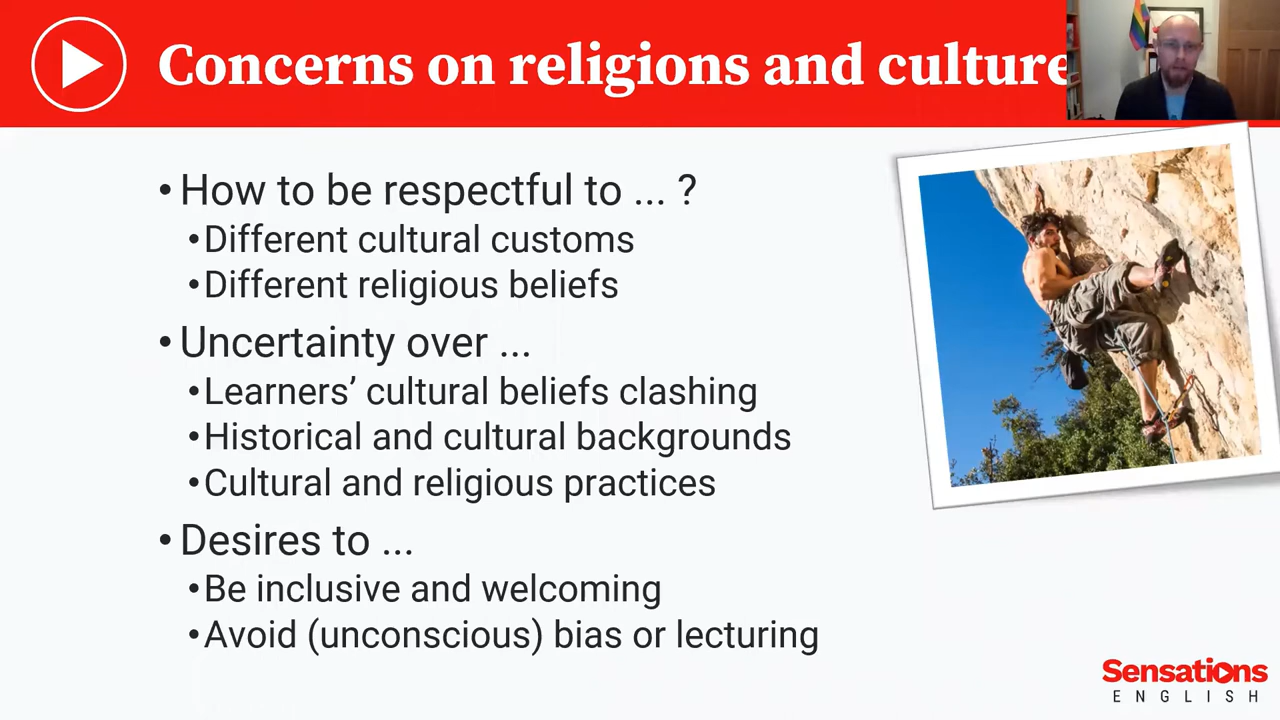 Concerns on religions and culture
• How to be respectful to ... ?
• Different cultural customs
• Different religious beliefs
• Uncertainty over ...
• Learners’ cultural beliefs clashing
• Historical and cultural backgrounds
• Cultural and religious practices
• Desires to ...
• Be inclusive and welcoming
• Avoid (unconscious) bias or lecturing
Sensations
ENGLISH